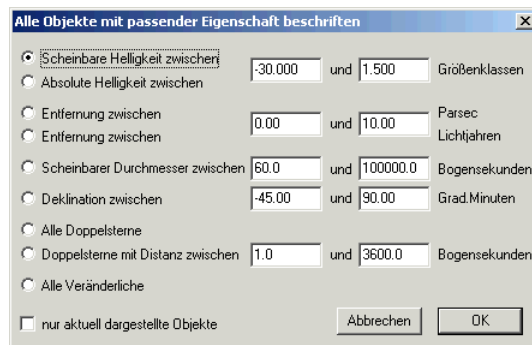 Alle Objekte mit passender Eigenschaft beschriften
Scheinbare Helligkeit zwischen -30.000 und 1.500 Größenklassen
Absolute Helligkeit zwischen
Entfernung zwischen 0.00 und 10.00 Parsec
Entfernung zwischen Lichtjahren
Scheinbarer Durchmesser zwischen 60.0 und 100000.0 Bogensekunden
Deklination zwischen -45.00 und 90.00 Grad.Minuten
Alle Doppelsterne
Doppelsterne mit Distanz zwischen 1.0 und 3600.0 Bogensekunden
Alle Veränderliche
nur aktuell dargestellte Objekte Abbrechen OK